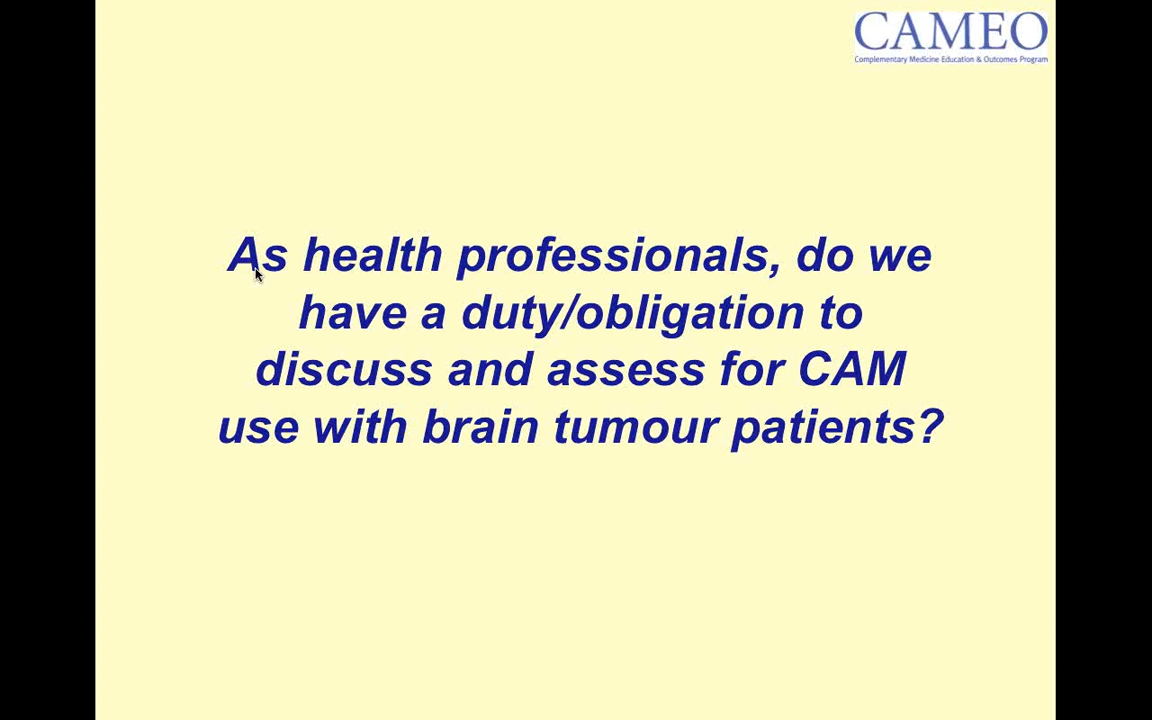 CAMEO
Complementary Medicine Education & Outcomes Program
As health professionals, do we
have a duty/obligation to
discuss and assess for CAM
use with brain tumour patients?